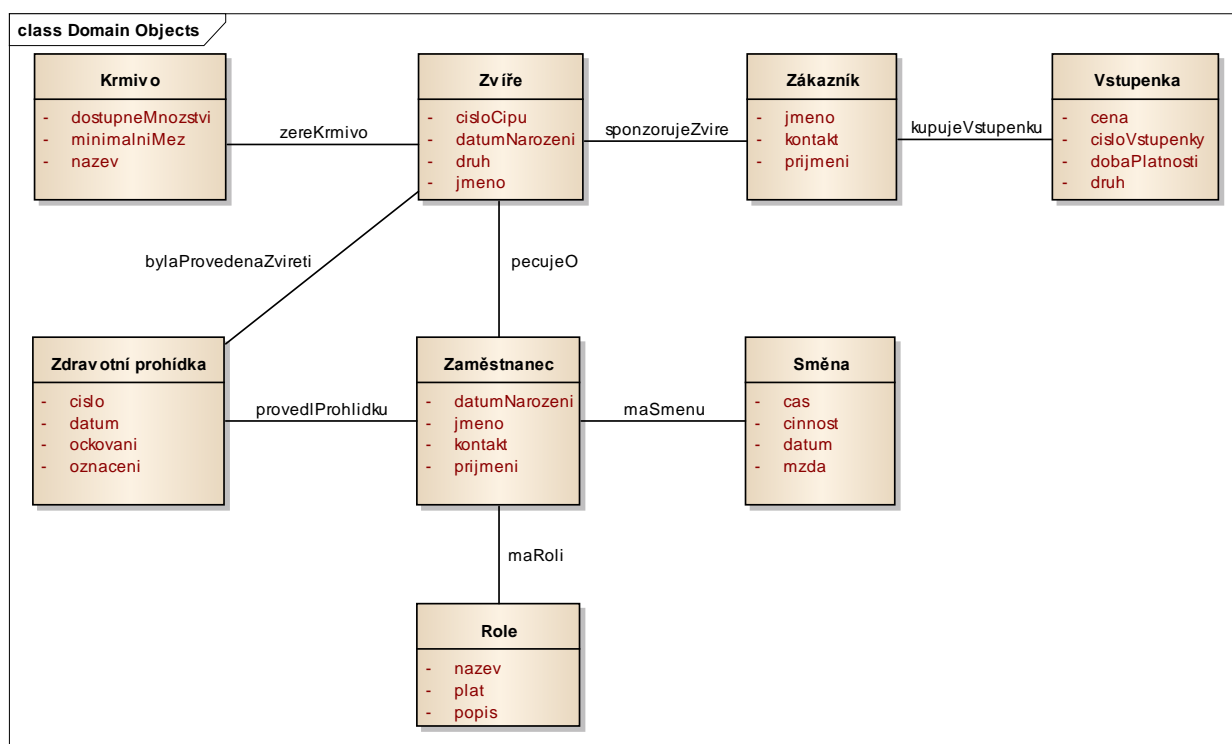 class Domain Objects
Krmivo
- dostupneMnozstvi
- minimalniMez
- nazev
zereKrmivo
Zvíře
- cisloCipu
- datumNarozeni
- druh
- jmeno
sponzorujeZvire
Zákazník
- jmeno
- kontakt
- prijmeni
kupujeVstupenku
Vstupenka
- cena
- cisloVstupenky
- dobaPlatnosti
- druh
bylaProvedenaZvireti
pecujeO
Zdravotní prohídka
- cislo
- datum
- ockovani
- oznaceni
provedlProhlidku
Zaměstnanec
- datumNarozeni
- jmeno
- kontakt
- prijmeni
maSmenu
Směna
- cas
- cinnost
- datum
- mzda
maRoli
Role
- nazev
- plat
- popis